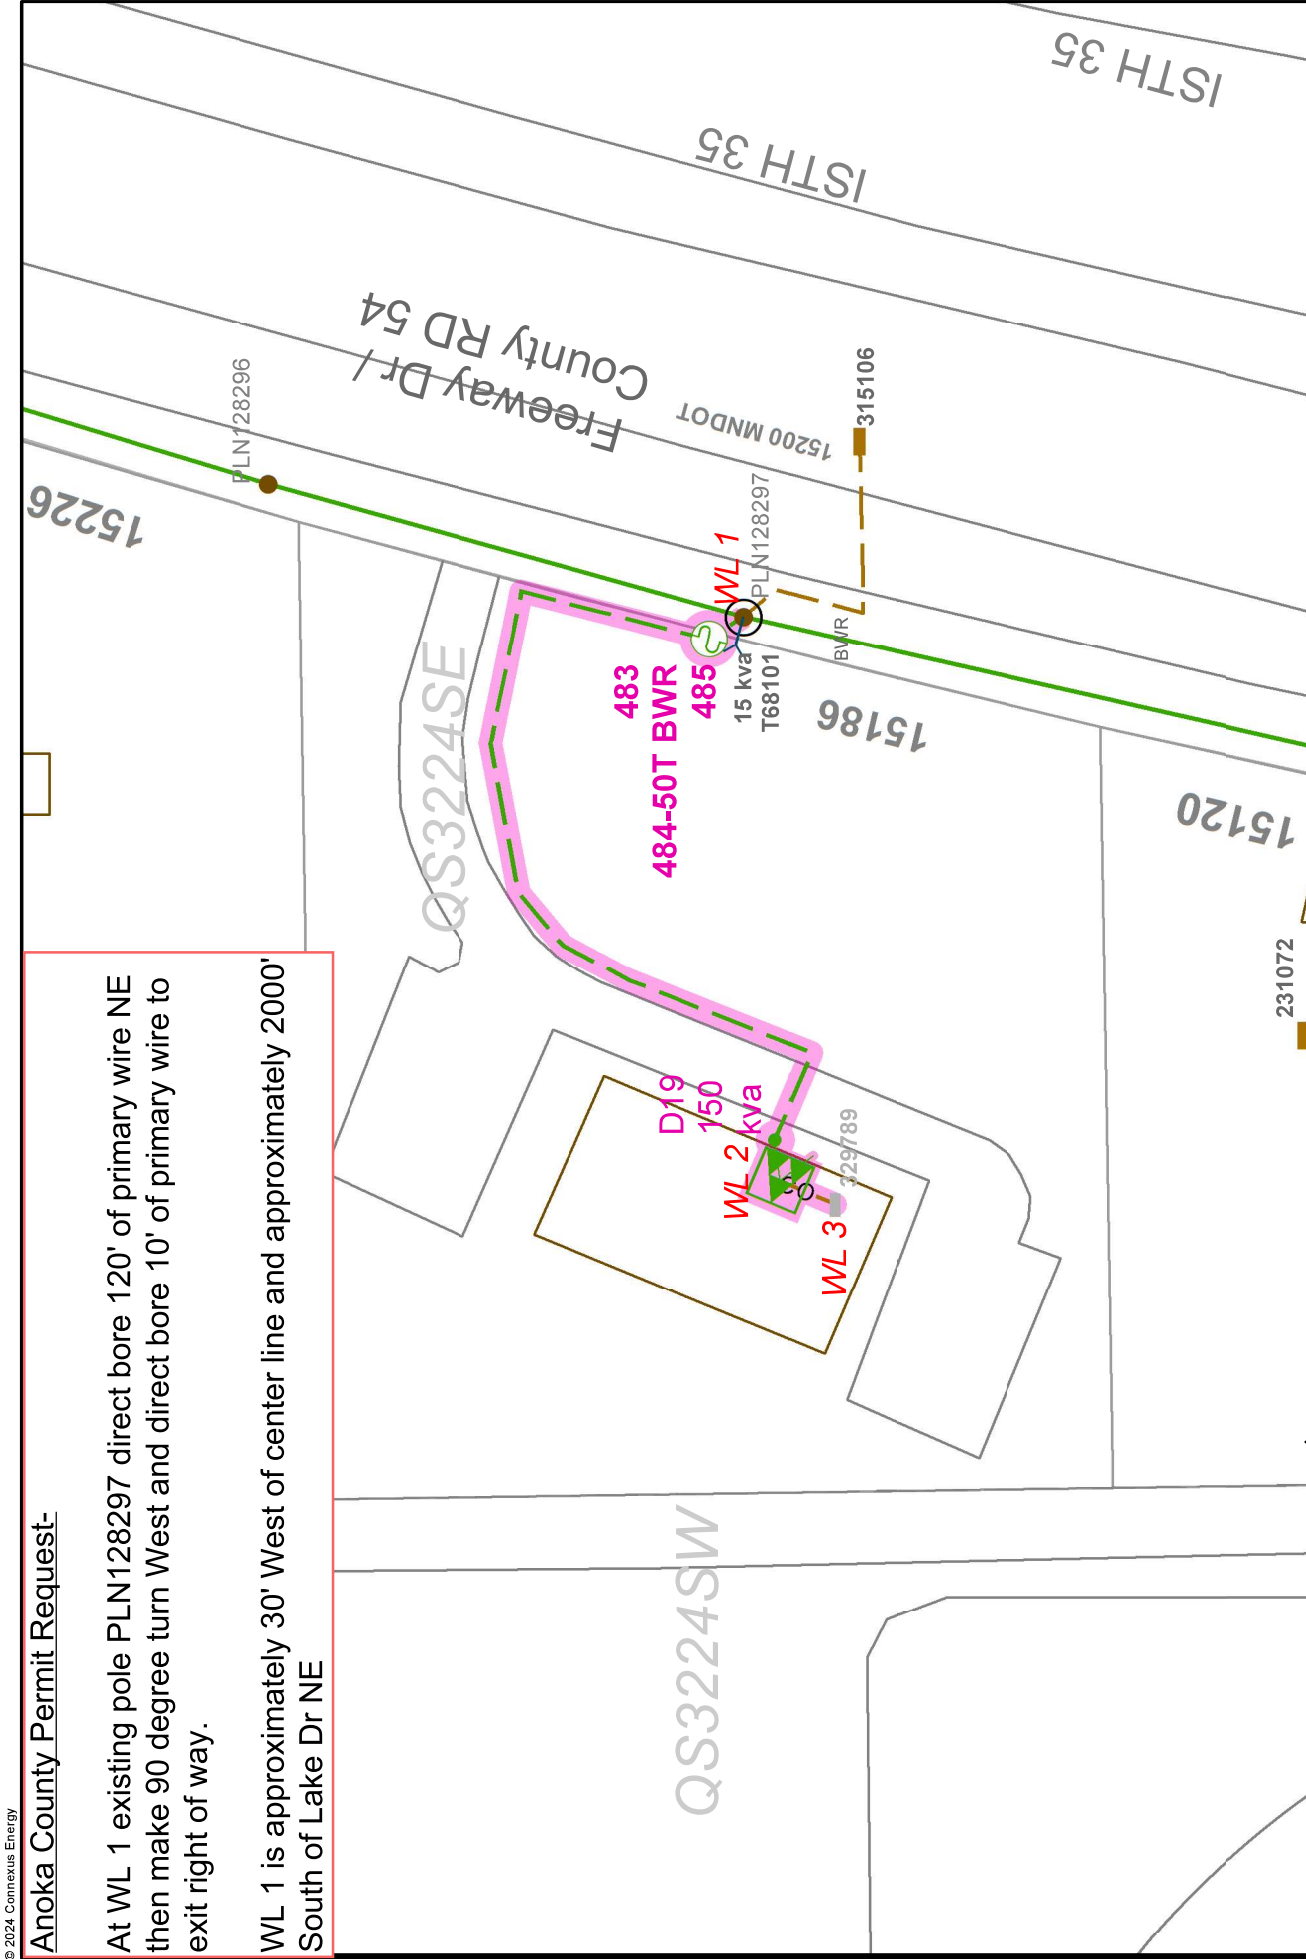 © 2024 Connexus Energy
Anoka County Permit Request-
At WL 1 existing pole PLN128297 direct bore 120' of primary wire NE
then make 90 degree turn West and direct bore 10' of primary wire to
exit right of way.
WL 1 is approximately 30' West of center line and approximately 2000'
South of Lake Dr NE
ISTH 35
ISTH 35
Freeway Dr /
County RD 54
15200 MNDOT
PLN128296
15226
315106
WL 1
PLN128297
BWR
483
484-50T BWR
485
15 kva
T68101
15186
15120
231072
QS3224SE
D19
150
kva
WL 2
CO
329789
WL 3
QS3224SW